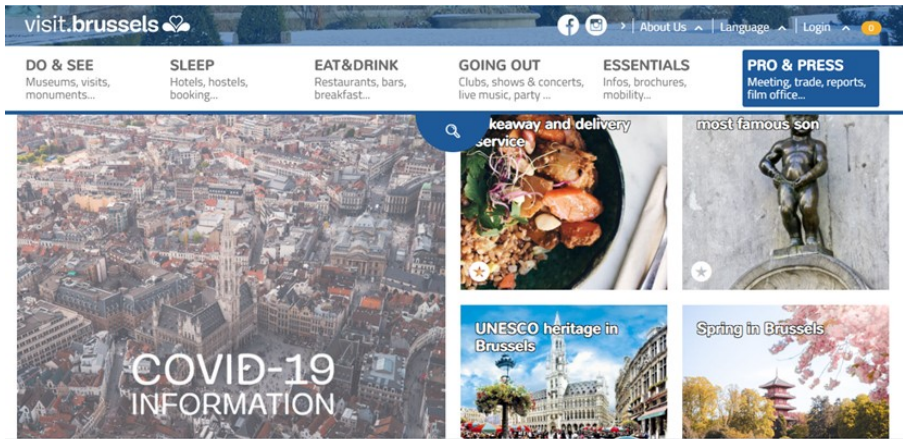 visit.brussels
About Us
Language
Login
0
DO & SEE
Museums, visits,
monuments...
SLEEP
Hotels, hostels,
booking...
EAT&DRINK
Restaurants, bars,
breakfast...
GOING OUT
Clubs, shows & concerts,
live music, party ...
ESSENTIALS
Infos, brochures,
mobility...
PRO & PRESS
Meeting, trade, reports,
film office...
COVID-19
INFORMATION
and delivery
service
most famous son
UNESCO heritage in
Brussels
Spring in Brussels